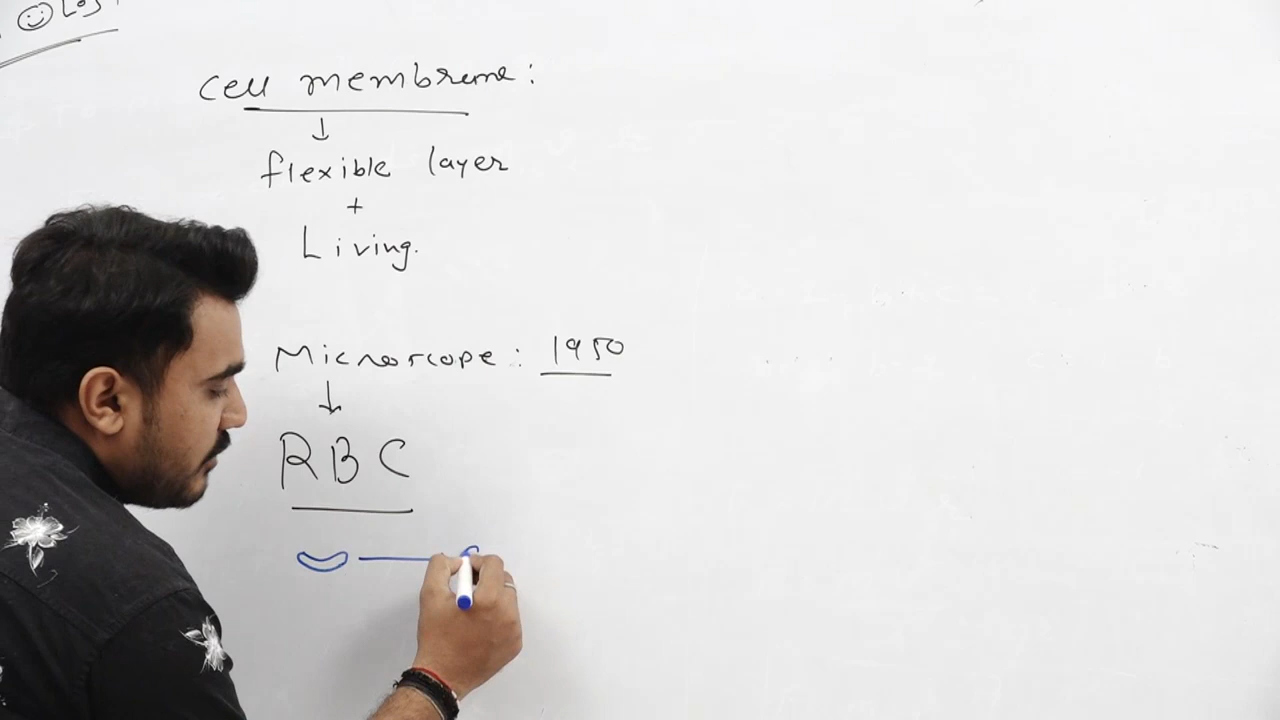 Cell membrane:
↓
flexible layer
+
Living.
Microscope: 1950
↓
RBC